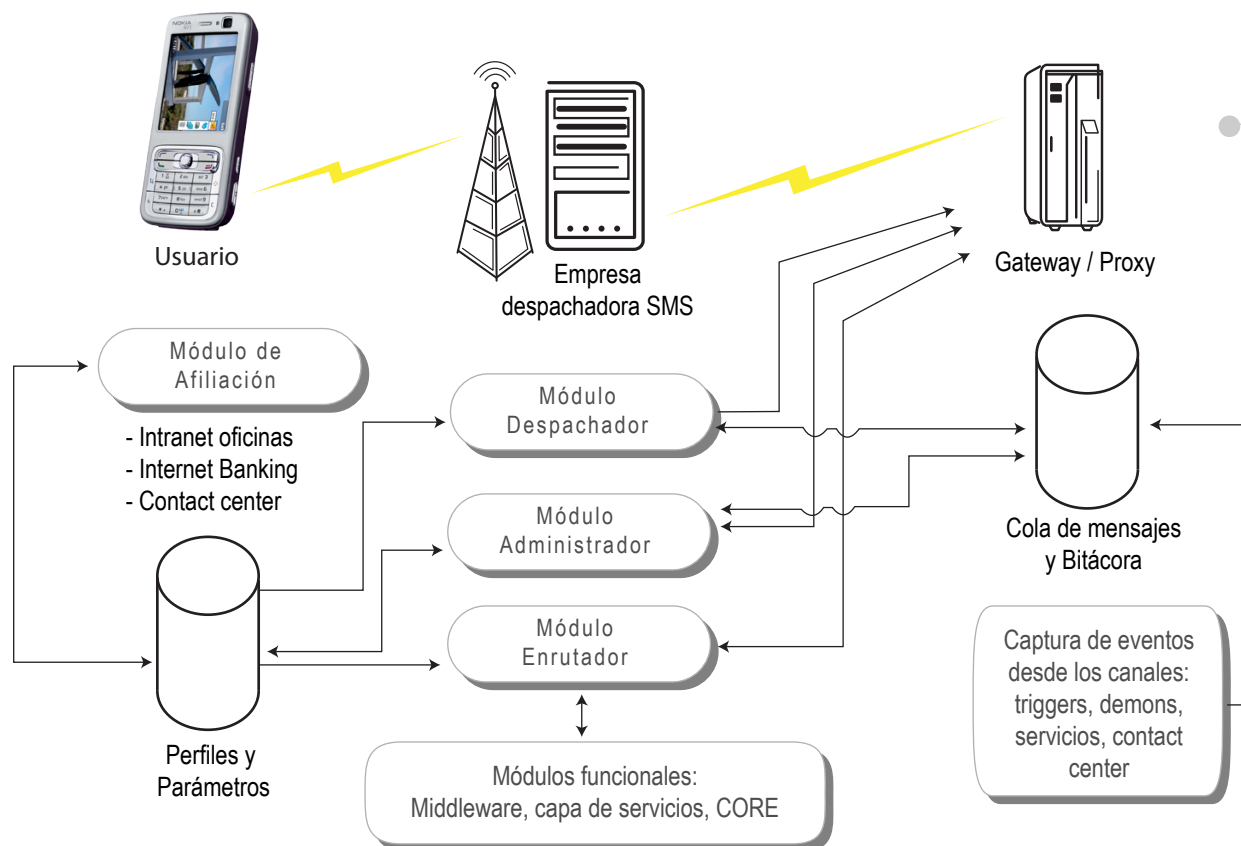 NOKIA
Usuario
Empresa
despachadora SMS
Gateway / Proxy
Módulo de
Afiliación
- Intranet oficinas
- Internet Banking
- Contact center
Módulo
Despachador
Módulo
Administrador
Módulo
Enrutador
Cola de mensajes
y Bitácora
Perfiles y
Parámetros
Módulos funcionales:
Middleware, capa de servicios, CORE
Captura de eventos
desde los canales:
triggers, demons,
servicios, contact
center